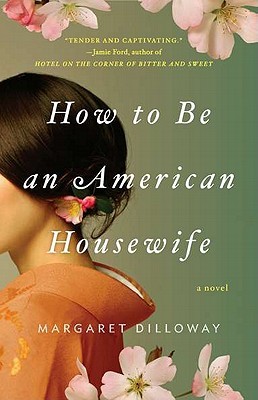 "TENDER AND CAPTIVATING."
—Jamie Ford, author of
HOTEL ON THE CORNER OF BITTER AND SWEET
How to Be
an American
Housewife
a novel
MARGARET DILLOWAY